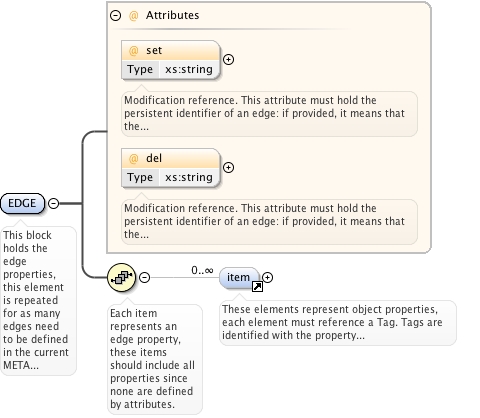 @ Attributes
@ set
Type xs:string
Modification reference. This attribute must hold the
persistent identifier of an edge: if provided, it means that
the...
@ del
Type xs:string
Modification reference. This attribute must hold the
persistent identifier of an edge: if provided, it means that
the...
EDGE
This block
holds the
edge
properties,
this element
is repeated
for as many
edges need
to be defined
in the current
META...
0..∞
item
Each item
represents an
edge property,
these items
should include all
properties since
none are defined
by attributes.
These elements represent object properties,
each element must reference a Tag. Tags are
identified with the property...